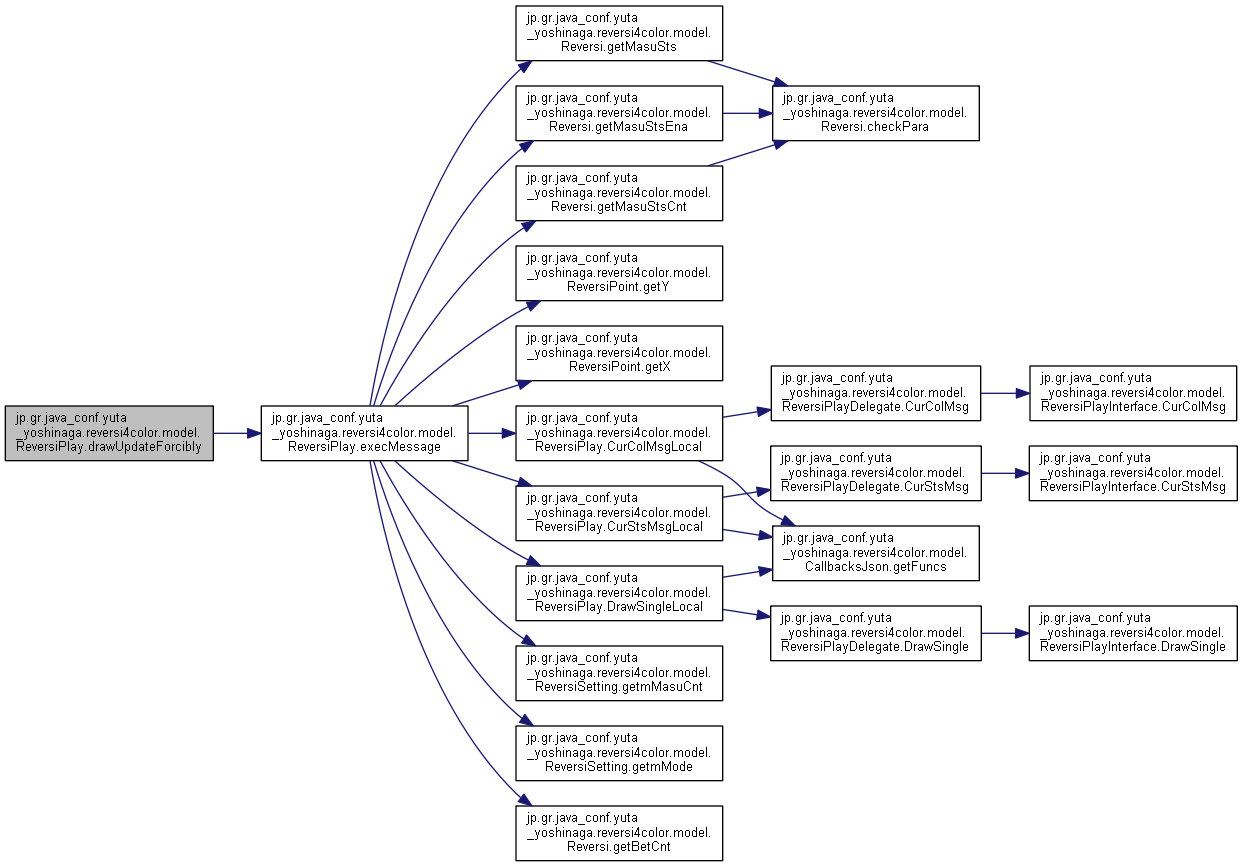 jp.gr.java_conf.yuta
_yoshinaga.reversi4color.model.
ReversiPlay.drawUpdateForcibly
jp.gr.java_conf.yuta
_yoshinaga.reversi4color.model.
ReversiPlay.execMessage
jp.gr.java_conf.yuta
_yoshinaga.reversi4color.model.
Reversi.getMasuSts
jp.gr.java_conf.yuta
_yoshinaga.reversi4color.model.
Reversi.getMasuStsEna
jp.gr.java_conf.yuta
_yoshinaga.reversi4color.model.
Reversi.getMasuStsCnt
jp.gr.java_conf.yuta
_yoshinaga.reversi4color.model.
ReversiPoint.getY
jp.gr.java_conf.yuta
_yoshinaga.reversi4color.model.
ReversiPoint.getX
jp.gr.java_conf.yuta
_yoshinaga.reversi4color.model.
ReversiPlay.CurColMsgLocal
jp.gr.java_conf.yuta
_yoshinaga.reversi4color.model.
ReversiPlay.CurStsMsgLocal
jp.gr.java_conf.yuta
_yoshinaga.reversi4color.model.
ReversiPlay.DrawSingleLocal
jp.gr.java_conf.yuta
_yoshinaga.reversi4color.model.
ReversiSetting.getmMasuCnt
jp.gr.java_conf.yuta
_yoshinaga.reversi4color.model.
ReversiSetting.getmMode
jp.gr.java_conf.yuta
_yoshinaga.reversi4color.model.
Reversi.getBetCnt
jp.gr.java_conf.yuta
_yoshinaga.reversi4color.model.
Reversi.checkPara
jp.gr.java_conf.yuta
_yoshinaga.reversi4color.model.
ReversiPlayDelegate.CurColMsg
jp.gr.java_conf.yuta
_yoshinaga.reversi4color.model.
ReversiPlayDelegate.CurStsMsg
jp.gr.java_conf.yuta
_yoshinaga.reversi4color.model.
CallbacksJson.getFuncs
jp.gr.java_conf.yuta
_yoshinaga.reversi4color.model.
ReversiPlayDelegate.DrawSingle
jp.gr.java_conf.yuta
_yoshinaga.reversi4color.model.
ReversiPlayInterface.CurColMsg
jp.gr.java_conf.yuta
_yoshinaga.reversi4color.model.
ReversiPlayInterface.CurStsMsg
jp.gr.java_conf.yuta
_yoshinaga.reversi4color.model.
ReversiPlayInterface.DrawSingle